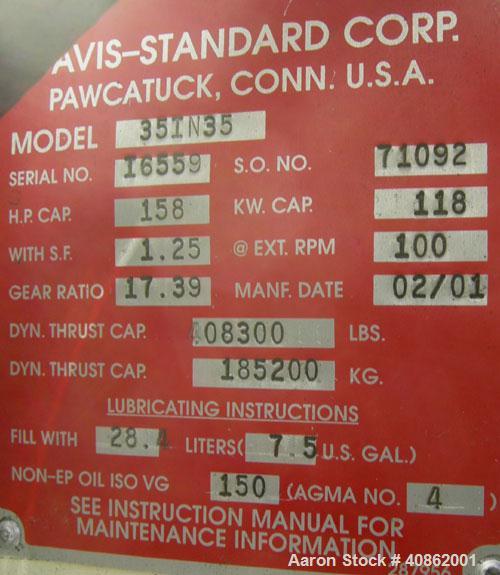 AVIS-STANDARD CORP.
PAWCATUCK, CONN. U.S.A.
MODEL 35IN35
SERIAL NO. I6559 S.O. NO. 71092
H.P. CAP. 158 KW. CAP. 118
WITH S.F. 1.25 @ EXT. RPM 100
GEAR RATIO 17.39 MANF. DATE 02/01
DYN. THRUST CAP. 408300 LBS.
DYN. THRUST CAP. 185200 KG.
LUBRICATING INSTRUCTIONS
FILL WITH 28.4 LITERS( 7.5 U.S. GAL.)
NON-EP OIL ISO VG 150 (AGMA NO. 4 )
SEE INSTRUCTION MANUAL FOR
MAINTENANCE INFORMATION
Aaron Stock # 40862001